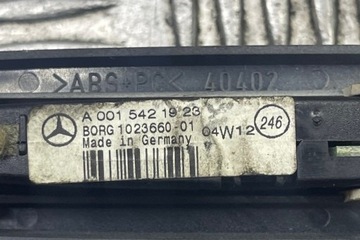 >ABS+PC< 40402
A 001 542 19 23
BORG 1023660-01 04W12 246
Made in Germany